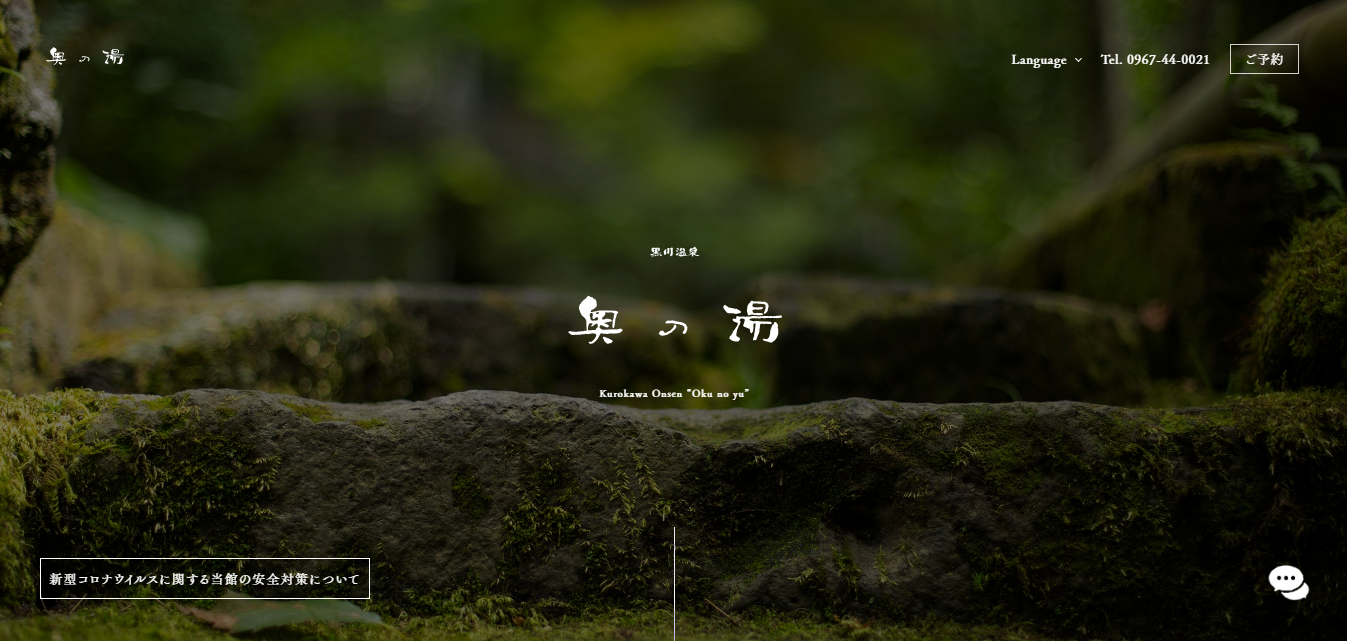 奥の湯
Language
Tel. 0967-44-0021
ご予約
黒川温泉
奥の湯
Kurokawa Onsen "Oku no yu"
新型コロナウイルスに関する当館の安全対策について